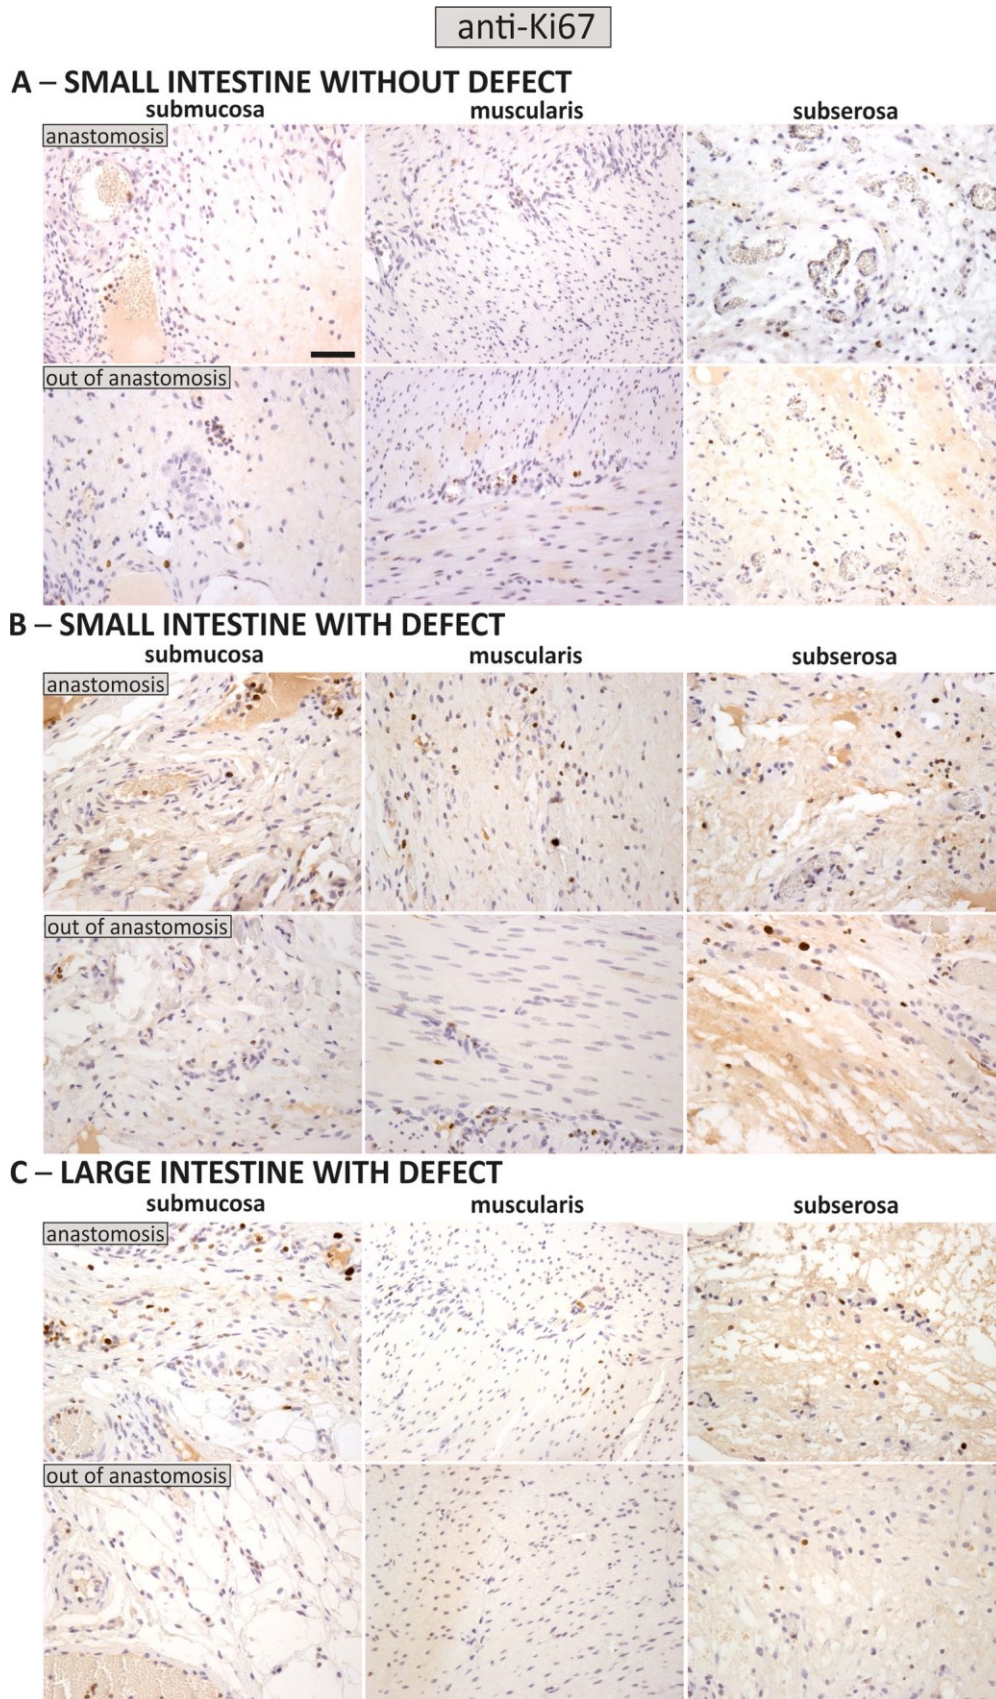 anti-Ki67
A – SMALL INTESTINE WITHOUT DEFECT
submucosa muscularis subserosa
anastomosis
out of anastomosis
B – SMALL INTESTINE WITH DEFECT
submucosa muscularis subserosa
anastomosis
out of anastomosis
C – LARGE INTESTINE WITH DEFECT
submucosa muscularis subserosa
anastomosis
out of anastomosis